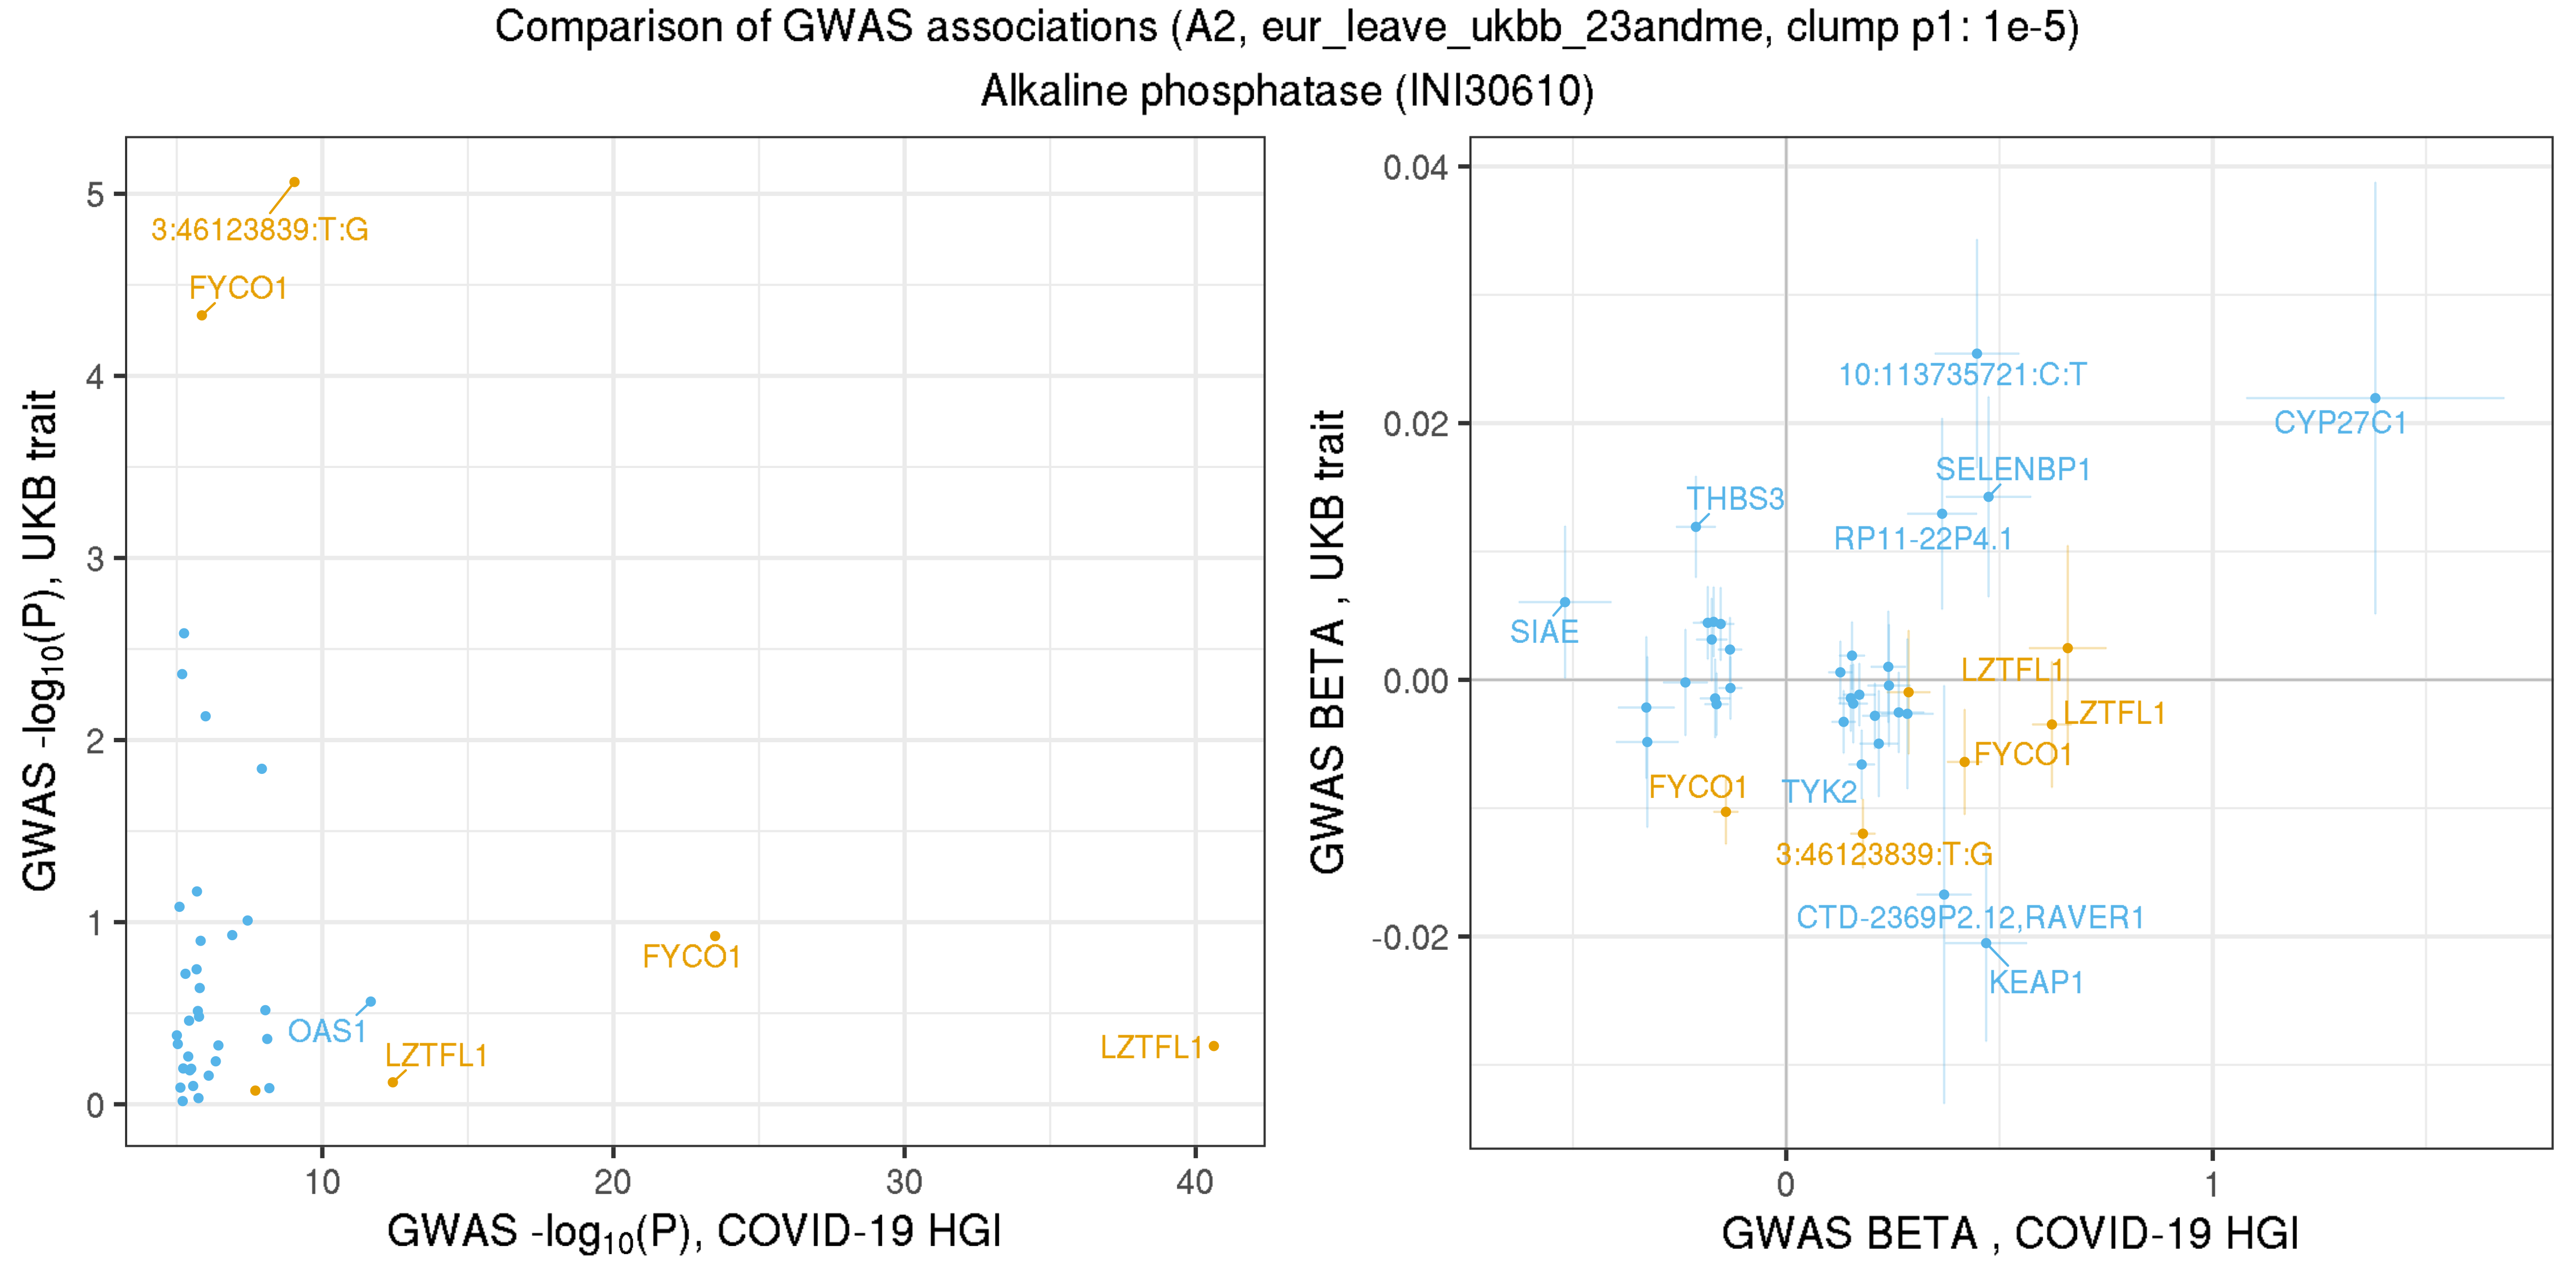 Comparison of GWAS associations (A2, eur_leave_ukbb_23andme, clump p1: 1e-5)
Alkaline phosphatase (INI30610)
GWAS -log10(P), UKB trait
5
4
3
2
1
0
3:46123839:T:G
FYCO1
FYCO1
OAS1
LZTFL1
LZTFL1
10
20
30
40
GWAS -log10(P), COVID-19 HGI
GWAS BETA , UKB trait
0.04
0.02
0.00
-0.02
10:113735721:C:T
CYP27C1
SELENBP1
THBS3
RP11-22P4.1
SIAE
LZTFL1
LZTFL1
FYCO1
FYCO1
TYK2
3:46123839:T:G
CTD-2369P2.12,RAVER1
KEAP1
0
1
GWAS BETA , COVID-19 HGI